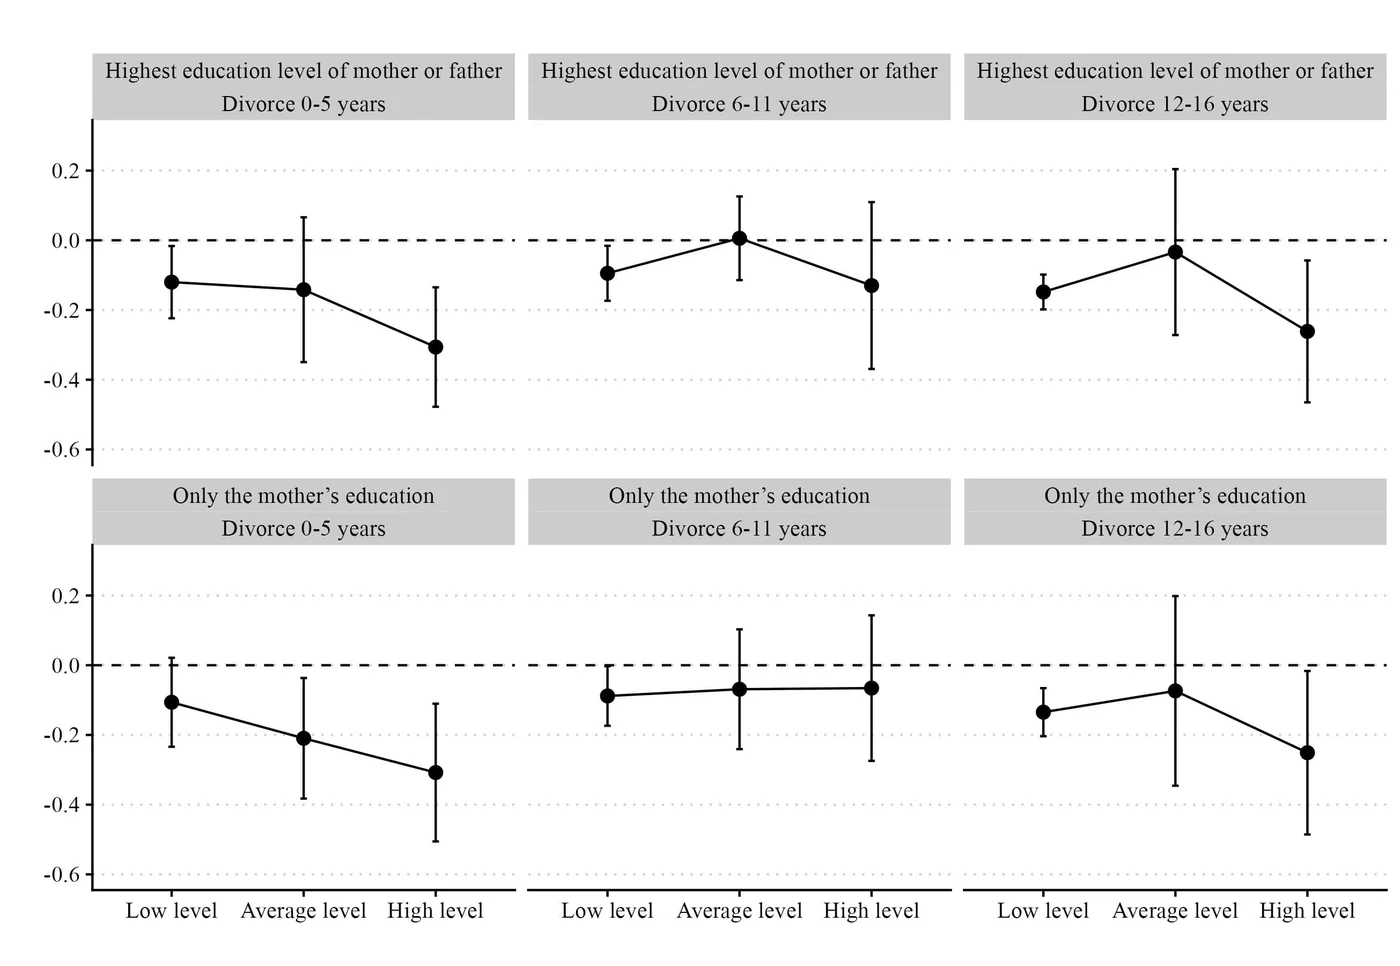 Highest education level of mother or father
Divorce 0-5 years
Highest education level of mother or father
Divorce 6-11 years
Highest education level of mother or father
Divorce 12-16 years
0.2
0.0
-0.2
-0.4
-0.6
Only the mother’s education
Divorce 0-5 years
Only the mother’s education
Divorce 6-11 years
Only the mother’s education
Divorce 12-16 years
0.2
0.0
-0.2
-0.4
-0.6
Low level Average level High level
Low level Average level High level
Low level Average level High level